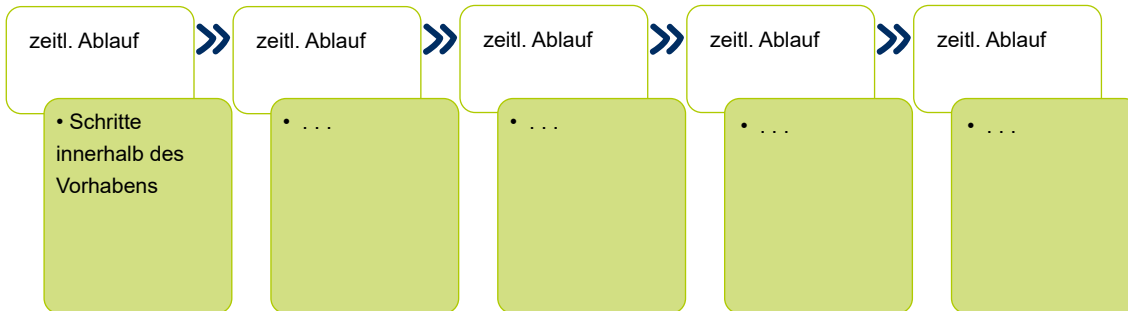 zeitl. Ablauf
zeitl. Ablauf
zeitl. Ablauf
zeitl. Ablauf
zeitl. Ablauf
• Schritte
innerhalb des
Vorhabens
• . . .
• . . .
• . . .
• . . .